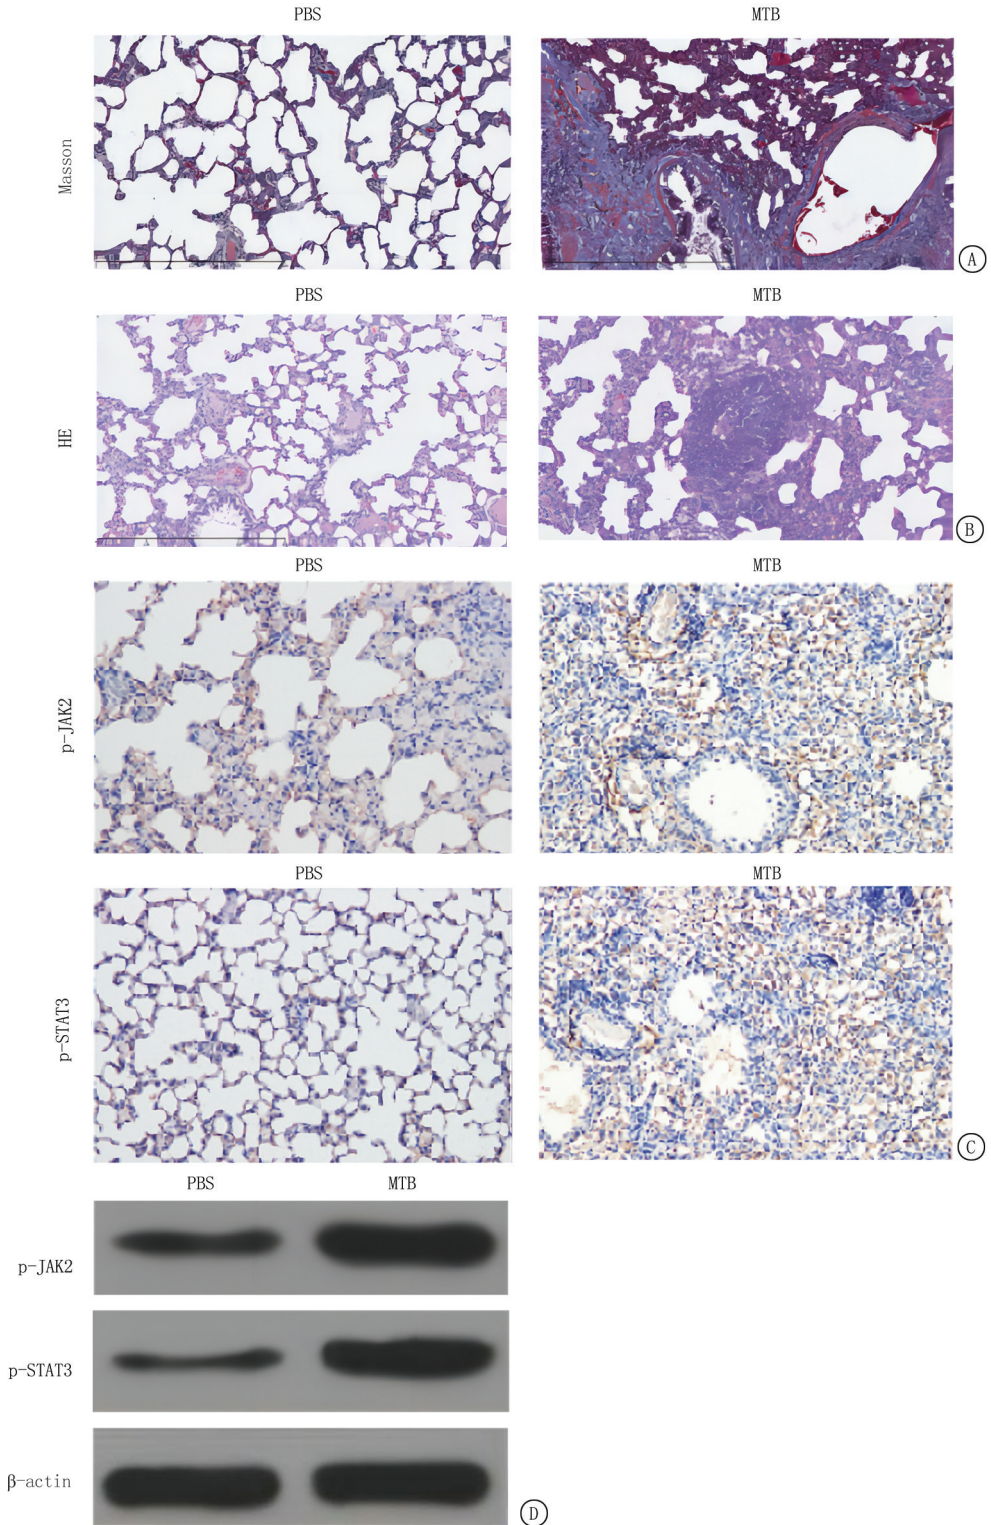 PBS MTB
Masson
A
PBS MTB
HE
B
PBS MTB
p-JAK2
PBS MTB
p-STAT3
C
PBS MTB
p-JAK2
p-STAT3
β-actin
D